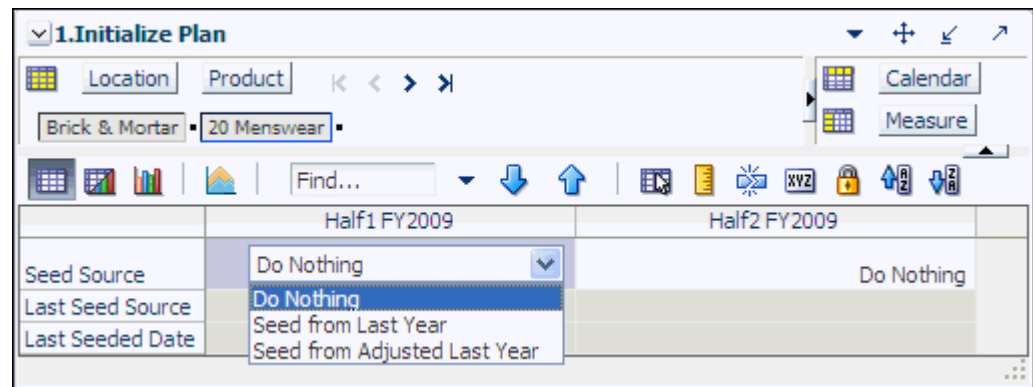 1.Initialize Plan
Location Product Calendar
Brick & Mortar 20 Menswear Measure
Find... XYZ A Z Z A
Half1 FY2009 Half2 FY2009
Seed Source Do Nothing Do Nothing
Last Seed Source Do Nothing
Seed from Last Year
Last Seeded Date Seed from Adjusted Last Year